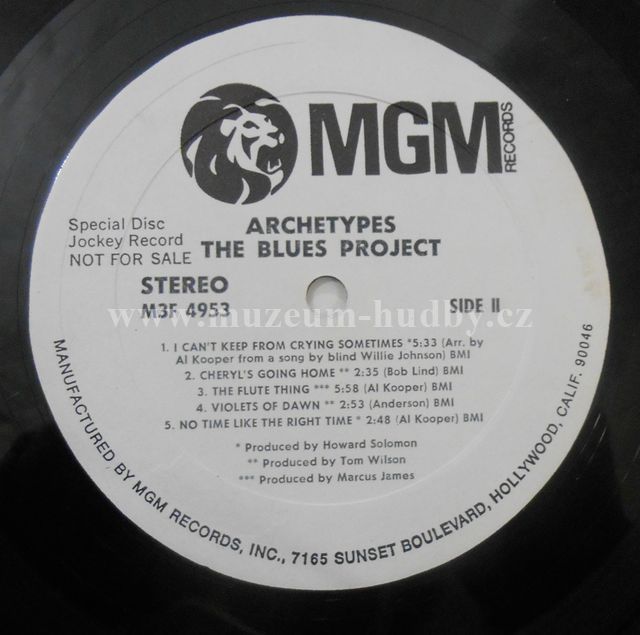 MGM
RECORDS
ARCHETYPES
THE BLUES PROJECT
Special Disc
Jockey Record
NOT FOR SALE
STEREO
M3F 4953
SIDE II
www.muzeum-hudby.cz
1. I CAN'T KEEP FROM CRYING SOMETIMES *5:33 (Arr. by
Al Kooper from a song by blind Willie Johnson) BMI
2. CHERYL'S GOING HOME ** 2:35 (Bob Lind) BMI
3. THE FLUTE THING *** 5:58 (Al Kooper) BMI
4. VIOLETS OF DAWN ** 2:53 (Anderson) BMI
5. NO TIME LIKE THE RIGHT TIME * 2:48 (Al Kooper) BMI
* Produced by Howard Solomon
** Produced by Tom Wilson
*** Produced by Marcus James
MANUFACTURED BY MGM RECORDS, INC., 7165 SUNSET BOULEVARD, HOLLYWOOD, CALIF. 90046